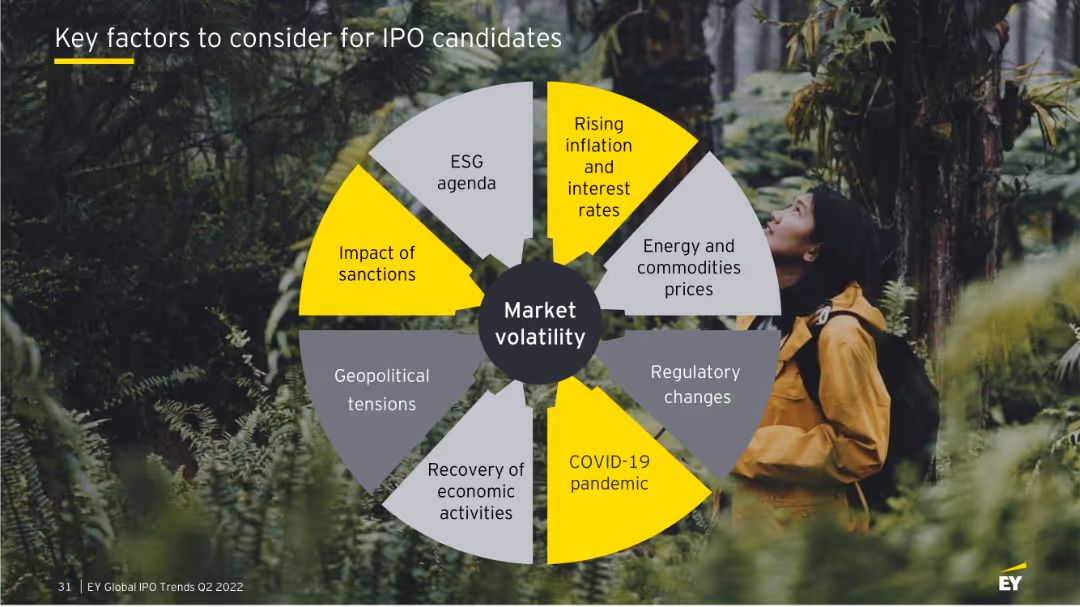 Key factors to consider for IPO candidates
ESG
agenda
Rising
inflation
and
interest
rates
Impact of
sanctions
Energy and
commodities
prices
Market
volatility
Geopolitical
tensions
Regulatory
changes
Recovery of
economic
activities
COVID-19
pandemic
31 | EY Global IPO Trends Q2 2022
EY